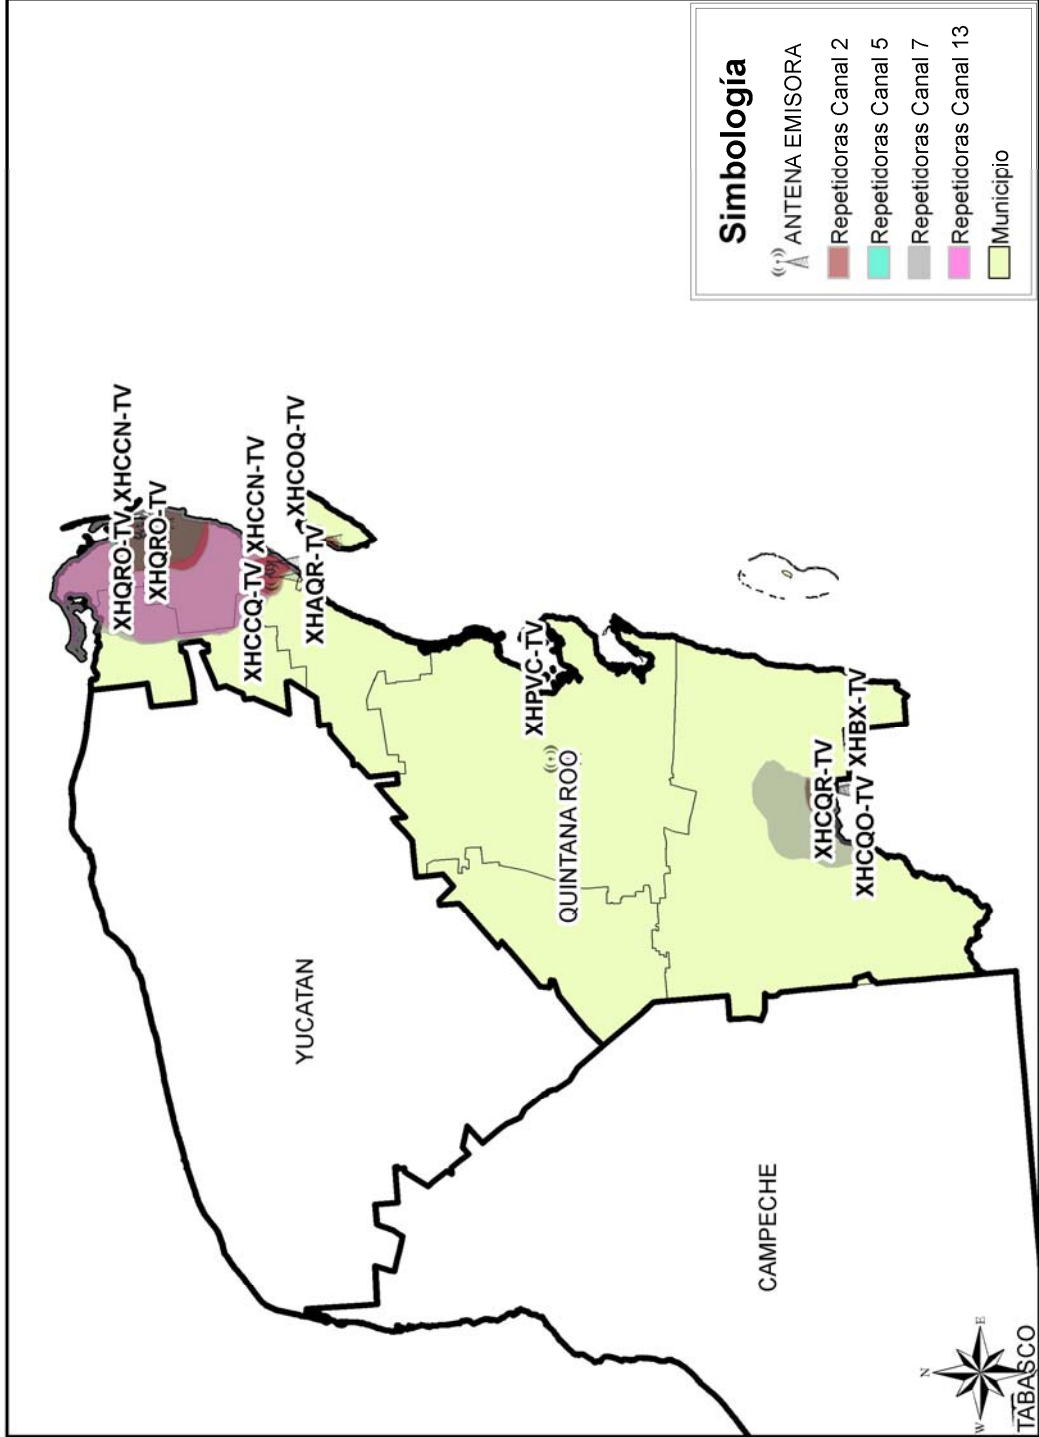 XHQRO-TV XHCCN-TV
XHQRO-TV
XHCCQ-TV XHCCN-TV
XHCOQ-TV
XHAQR-TV
YUCATAN
XHPVC-TV
QUINTANA ROO
CAMPECHE
XHCQR-TV
XHBX-TV
XHCQO-TV
N
W
E
TABASCO
Simbología
ANTENA EMISORA
Repetidoras Canal 2
Repetidoras Canal 5
Repetidoras Canal 7
Repetidoras Canal 13
Municipio